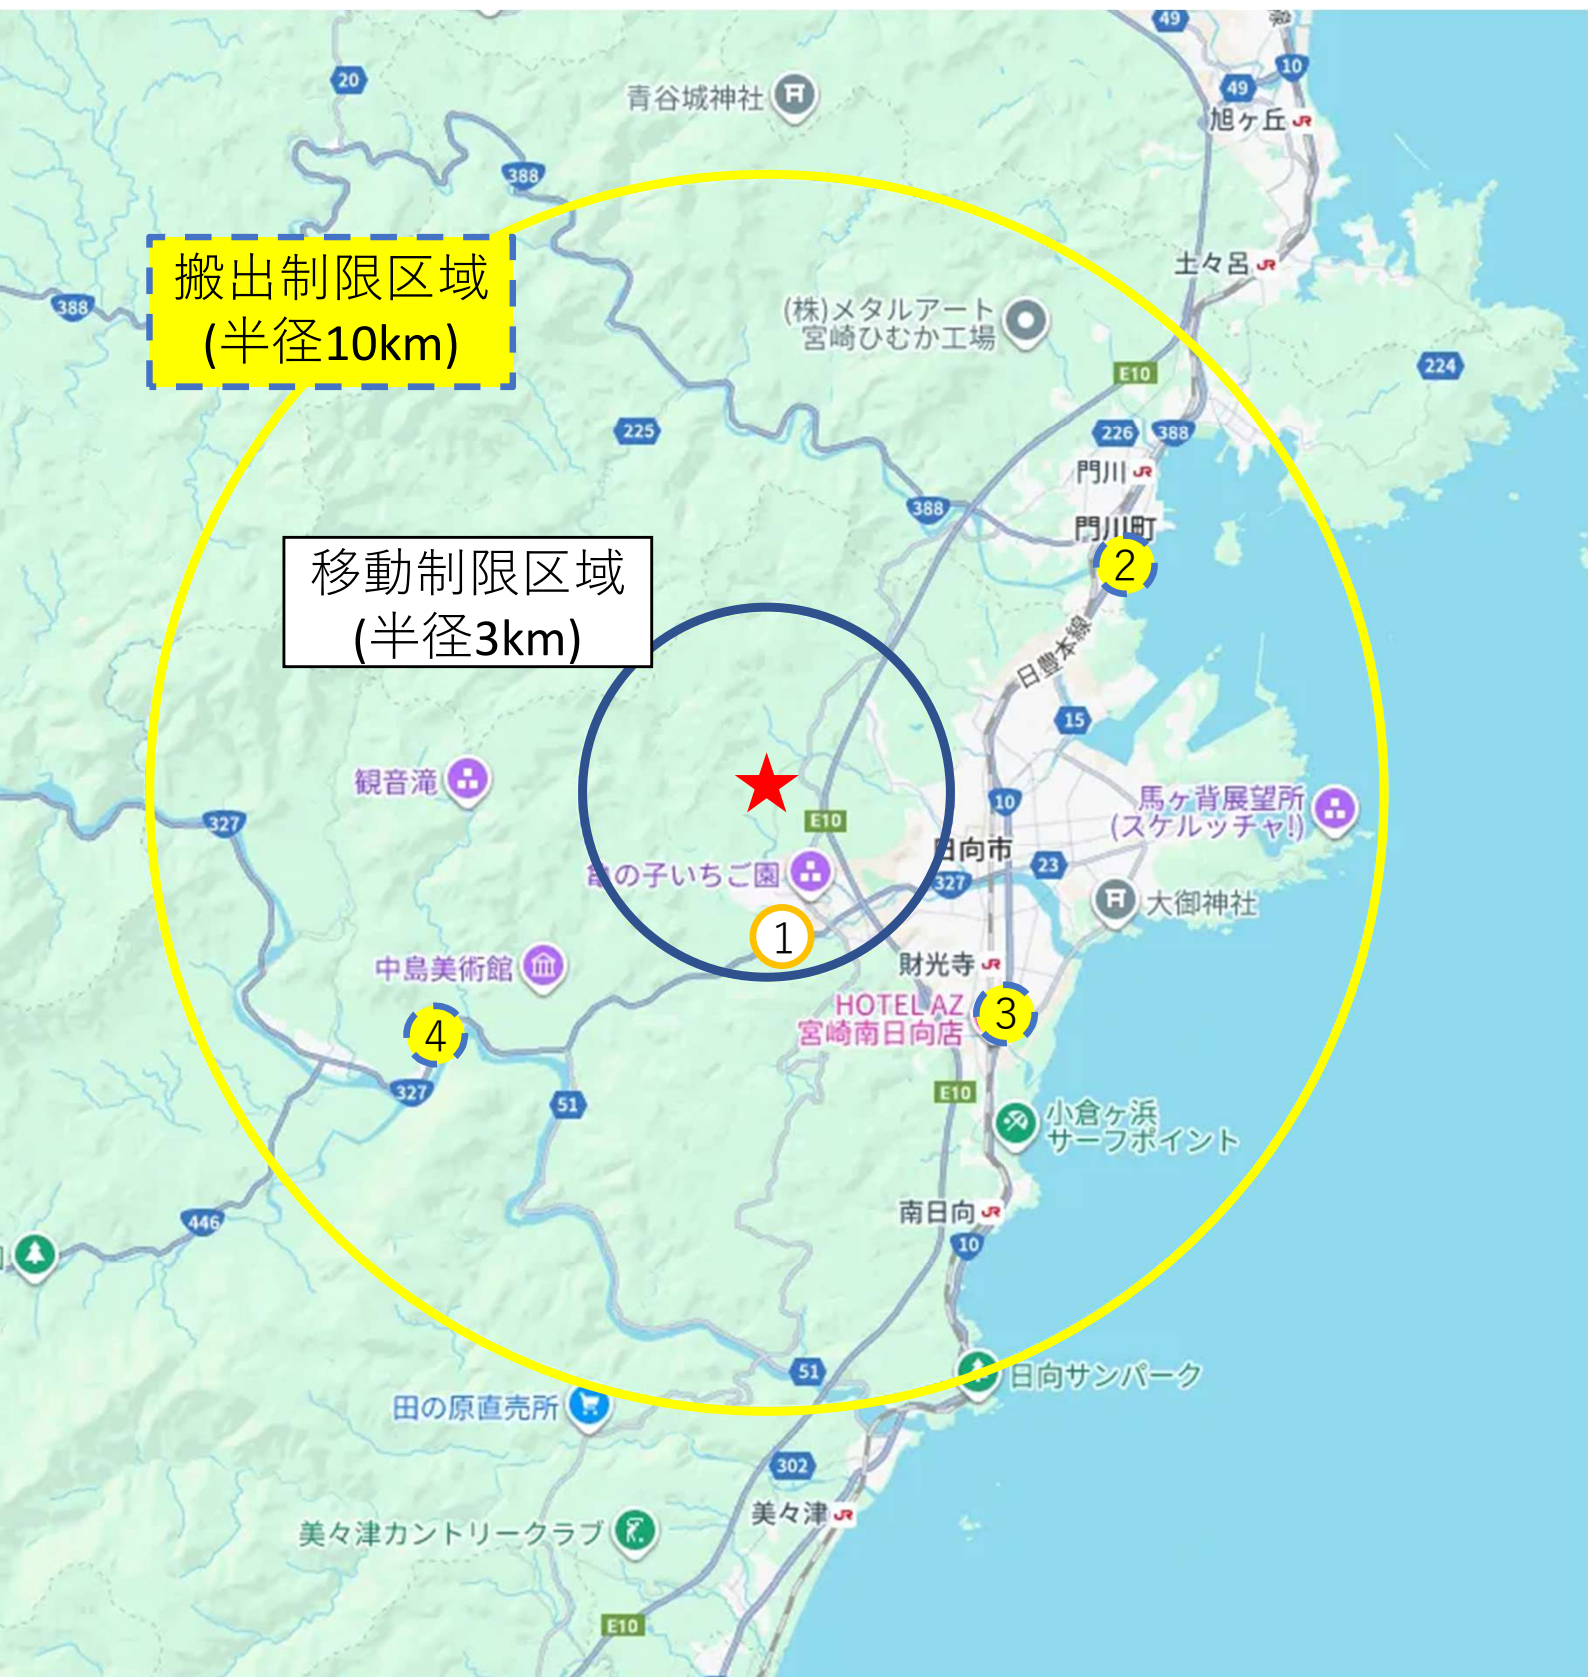 49
10
20
49
青谷城神社
旭ヶ丘 JR
388
土々呂 JR
搬出制限区域
(半径10km)
388
(株)メタルアート
宮崎ひむか工場
224
E10
225
226
388
門川 JR
388
門川町
2
移動制限区域
(半径3km)
日豊本線
15
観音滝
10
馬ヶ背展望所
(スケルッチャ!)
327
E10
日向市
23
亀の子いちご園
327
大御神社
1
中島美術館
財光寺 JR
HOTEL AZ
宮崎南日向店
3
4
327
E10
51
小倉ヶ浜
サーフポイント
南日向 JR
446
10
51
日向サンパーク
田の原直売所
302
美々津 JR
美々津カントリークラブ
E10